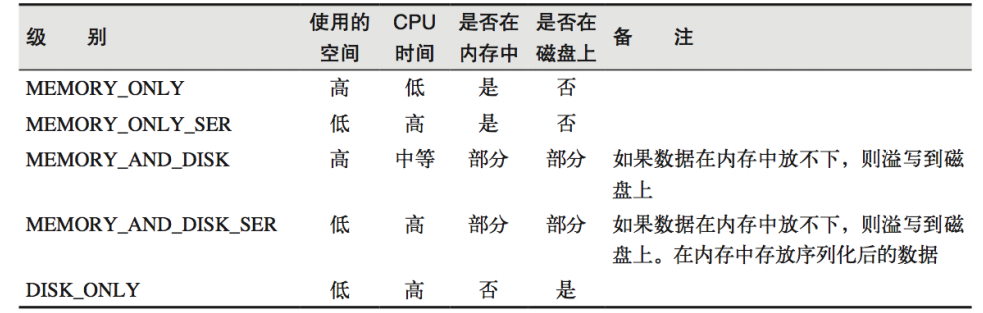 级 别 使用的空间 CPU时间 是否在内存中 是否在磁盘上 备 注
MEMORY_ONLY 高 低 是 否
MEMORY_ONLY_SER 低 高 是 否
MEMORY_AND_DISK 高 中等 部分 部分 如果数据在内存中放不下，则溢写到磁
盘上
MEMORY_AND_DISK_SER 低 高 部分 部分 如果数据在内存中放不下，则溢写到磁
盘上。在内存中存放序列化后的数据
DISK_ONLY 低 高 否 是